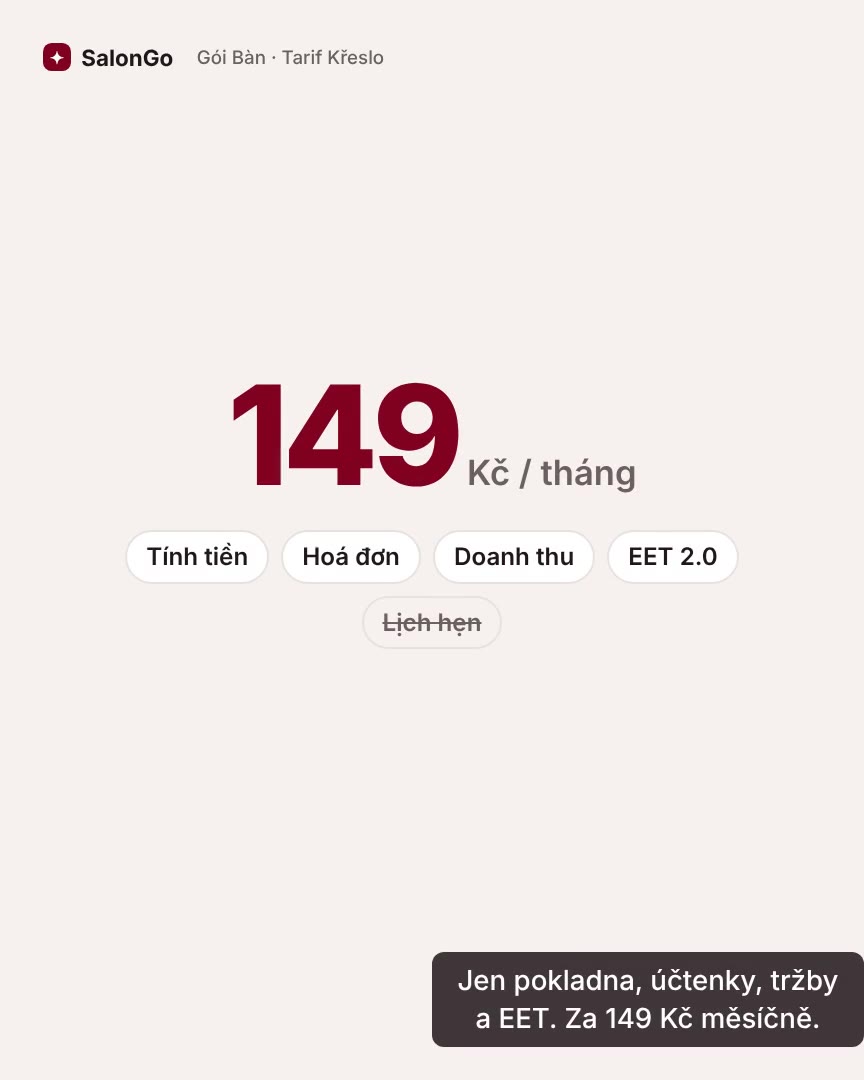 SalonGo Gói Bàn · Tarif Křeslo
149 Kč / tháng
Tính tiền Hoá đơn Doanh thu EET 2.0
Lịch hẹn
Jen pokladna, účtenky, tržby
a EET. Za 149 Kč měsíčně.